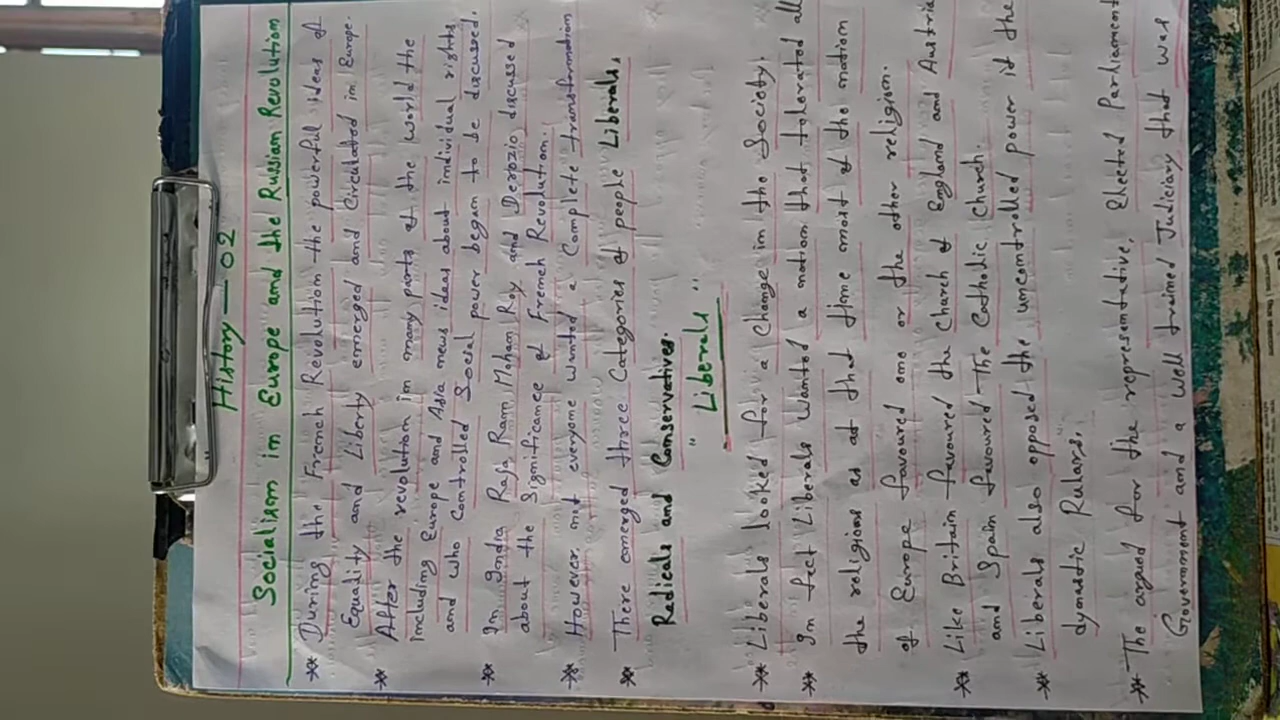 " History — 02
Socialism in Europe and the Russian Revolution
** During the French Revolution the powerful ideas of
Equality and Liberty emerged and Circulated in Europe.
** After the revolution in many parts of the World the
including Europe and Asia news ideas about individual rights
and who Controlled Social power began to be discussed.
** In India Raja Ram Mohan Roy and Derozio discussed
about the Significance of French Revolution.
** However, not everyone wanted a Complete transformation
** There emerged three Categories of people Liberals,
Redicals and Conservatives.
" Liberals "
** Liberals looked for a Change in the Society.
** In fect Liberals Wanted a nation that tolerated all
the religious as at that time most of the nation
of Europe favoured one or the other religion.
** Like Britain favoured the Church of England and Austria
and Spain favoured The Catholic Church.
** Liberals also opposed the uncontrolled power it the
dynastic Rulars.
** The argued for the representative, Elected Parliament
Government and a well trained Judiciary that was